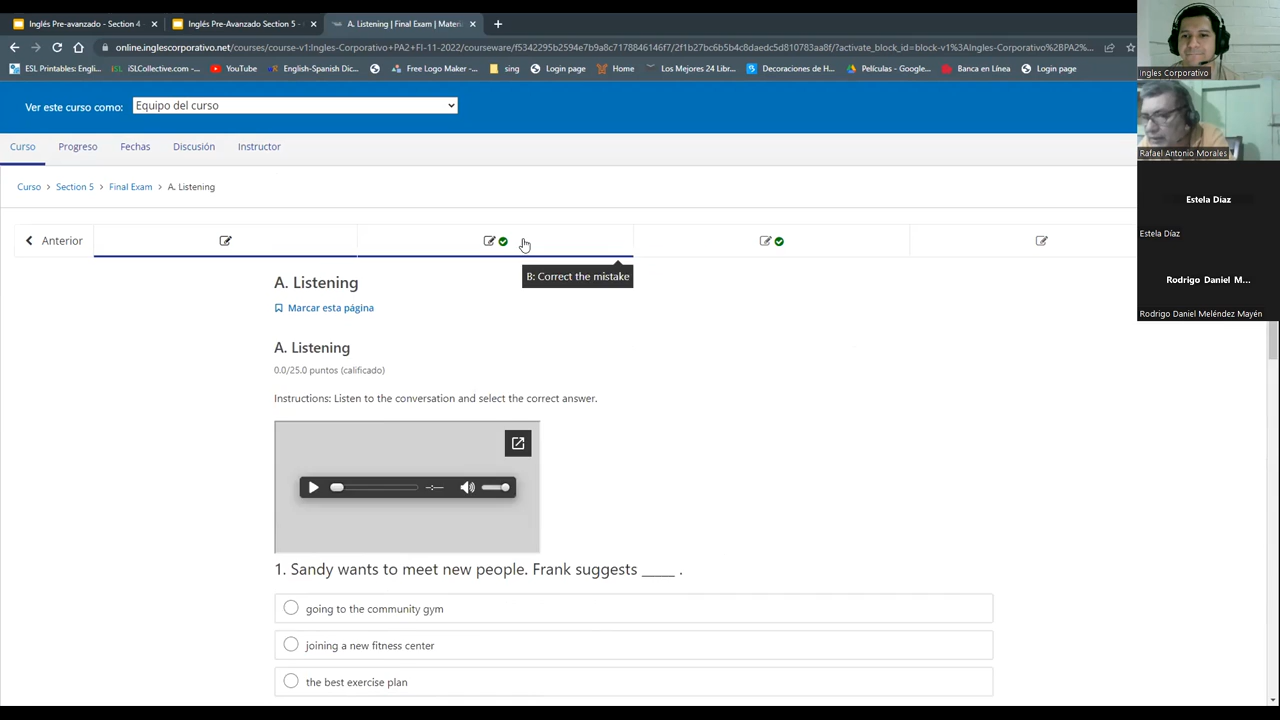 Inglés Pre-avanzado - Section 4 -
Inglés Pre-Avanzado Section 5 -
A. Listening | Final Exam | Mater
online.inglescorporativo.net/courses/course-v1:Ingles-Corporativo+PA2+FI-11-2022/courseware/f5342295b2594e7b9a8c7178846146f7/2f1b27bc6b5b4c8daedc5d810783aa8f/?activate_block_id=block-v1%3AIngles-Corporativo%2BPA2...
ESL Printables: Engli...
iSLCollective.com -...
YouTube
English-Spanish Dic...
Free Logo Maker -...
sing
Login page
Home
Los Mejores 24 Libr...
Decoraciones de H...
Películas - Google...
Banca en Línea
Login page
Ver este curso como:
Equipo del curso
Curso
Progreso
Fechas
Discusión
Instructor
Curso > Section 5 > Final Exam > A. Listening
Anterior
B: Correct the mistake
A. Listening
Marcar esta página
A. Listening
0.0/25.0 puntos (calificado)
Instructions: Listen to the conversation and select the correct answer.
-:--
1. Sandy wants to meet new people. Frank suggests _____ .
going to the community gym
joining a new fitness center
the best exercise plan
Ingles Corporativo
Rafael Antonio Morales
Estela Diaz
Estela Díaz
Rodrigo Daniel M...
Rodrigo Daniel Meléndez Mayén